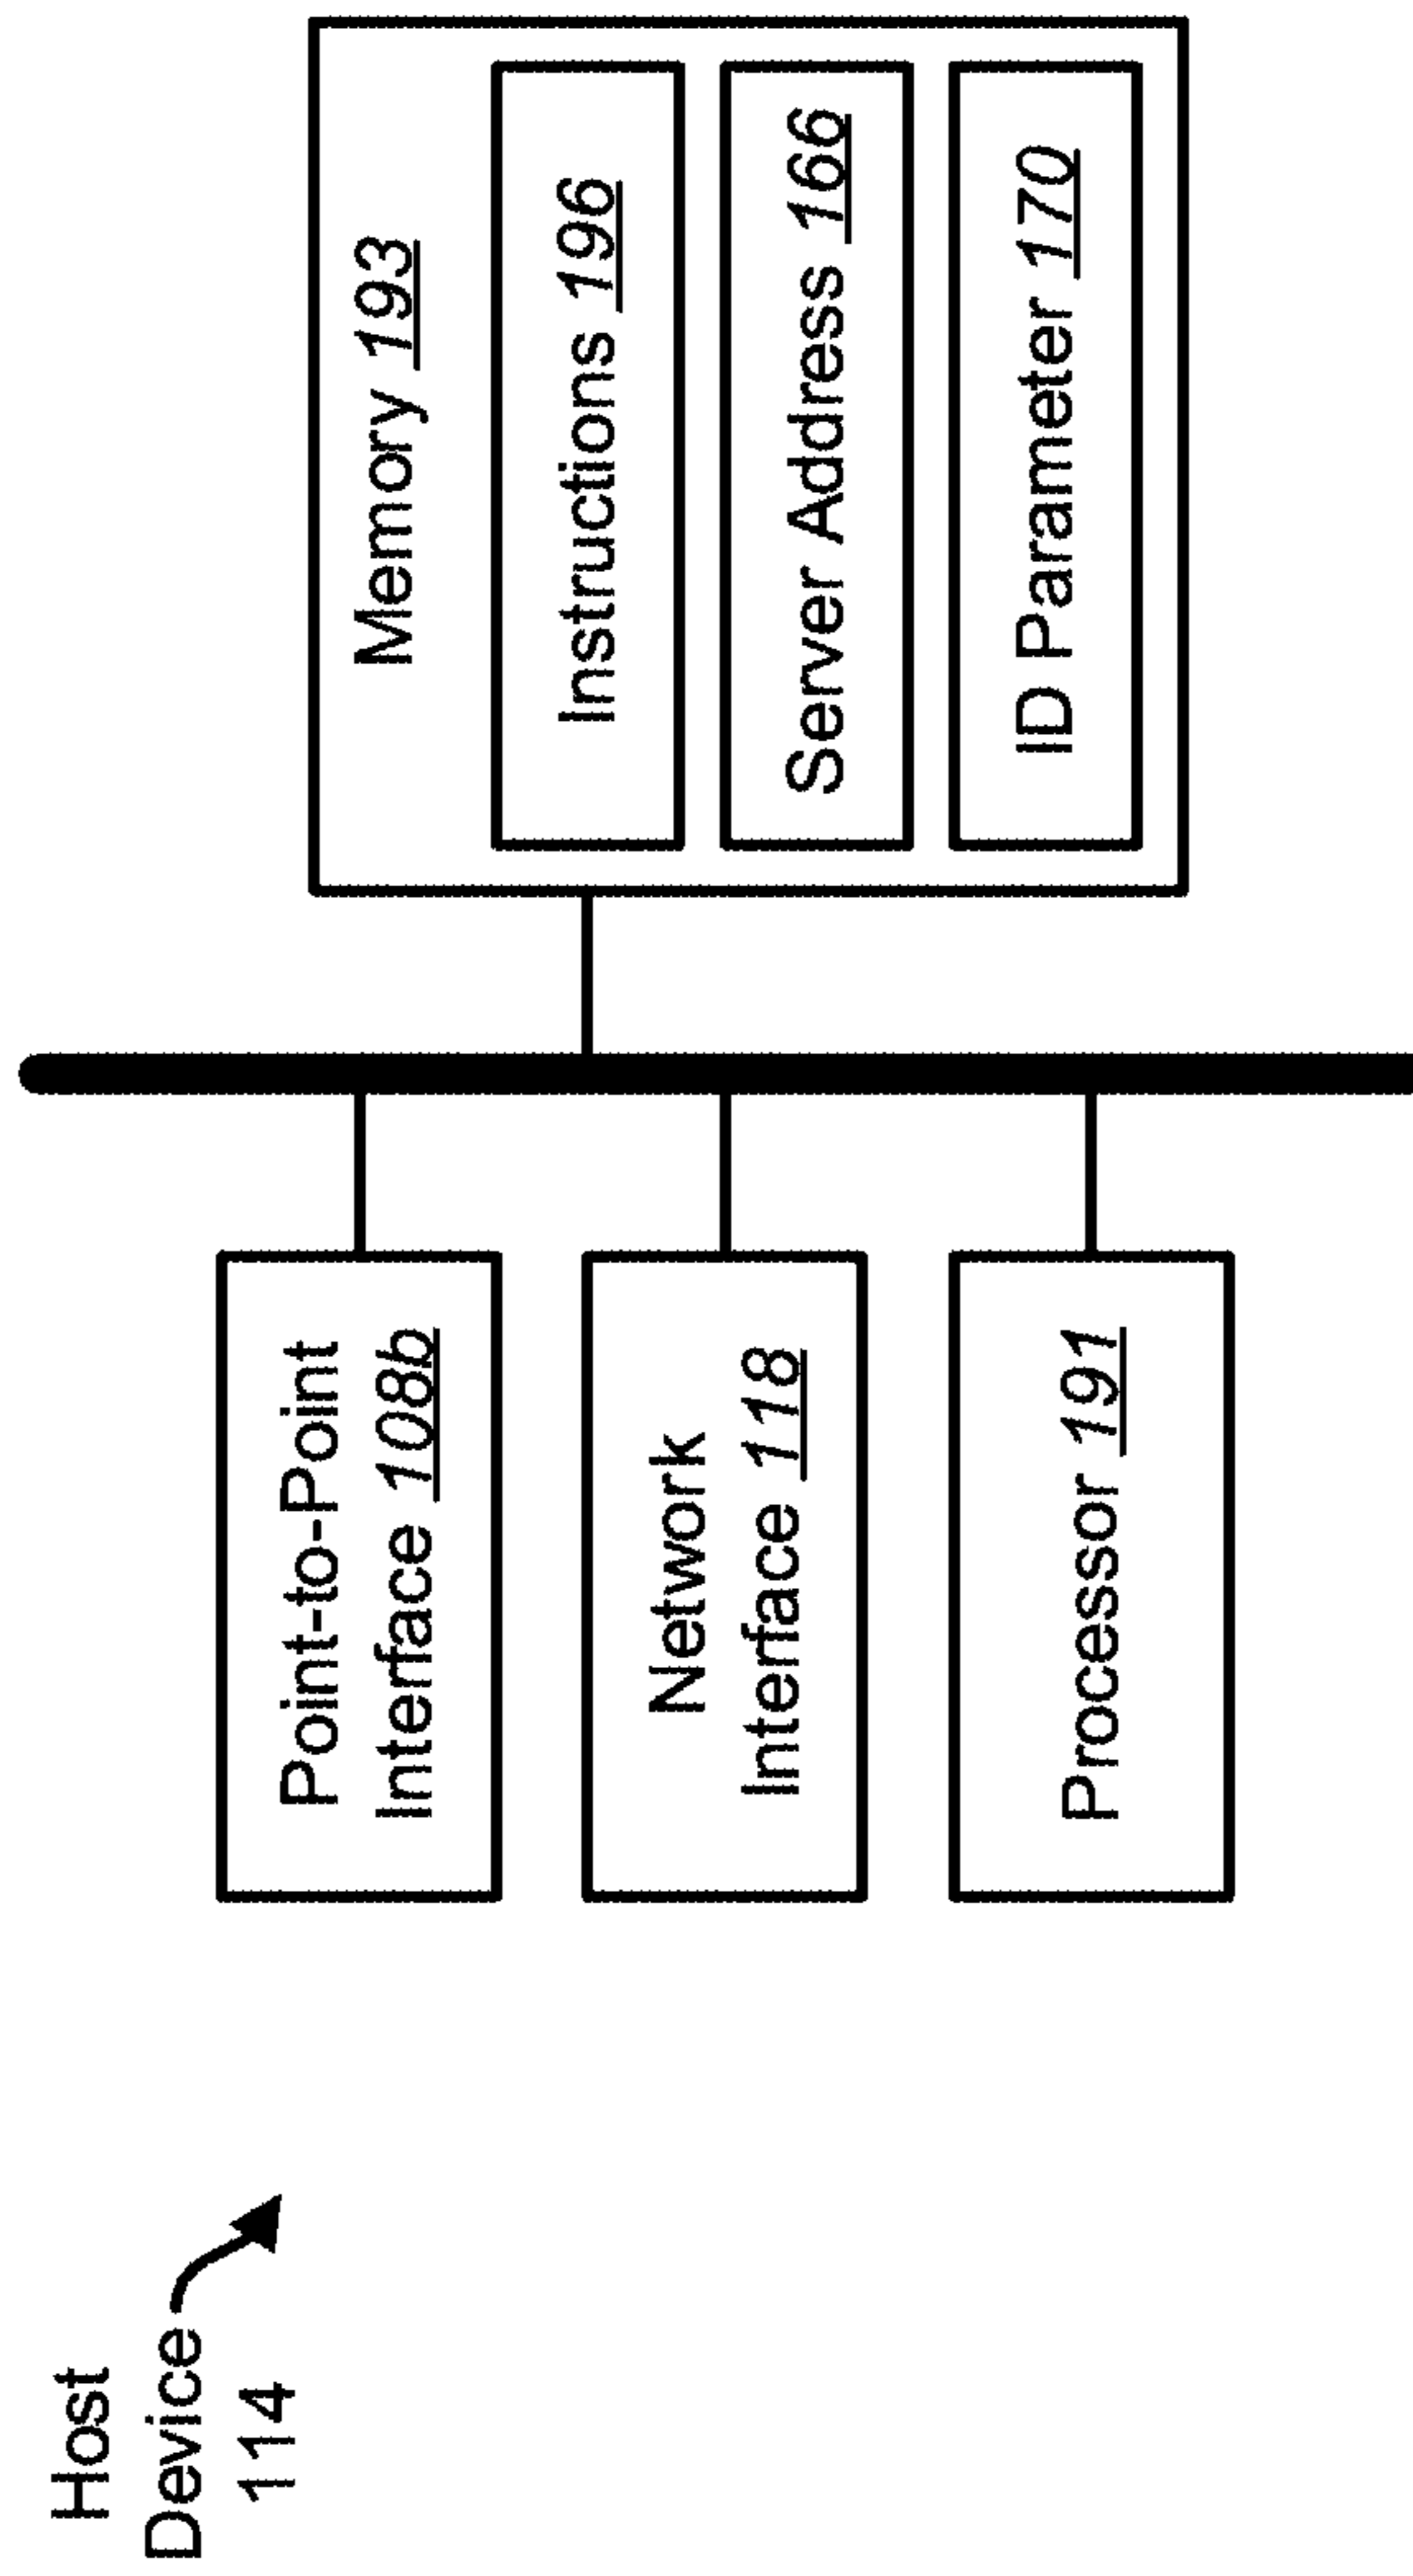 Host
Device
114
Point-to-Point
Interface 108b
Network
Interface 118
Processor 191
Memory 193
Instructions 196
Server Address 166
ID Parameter 170